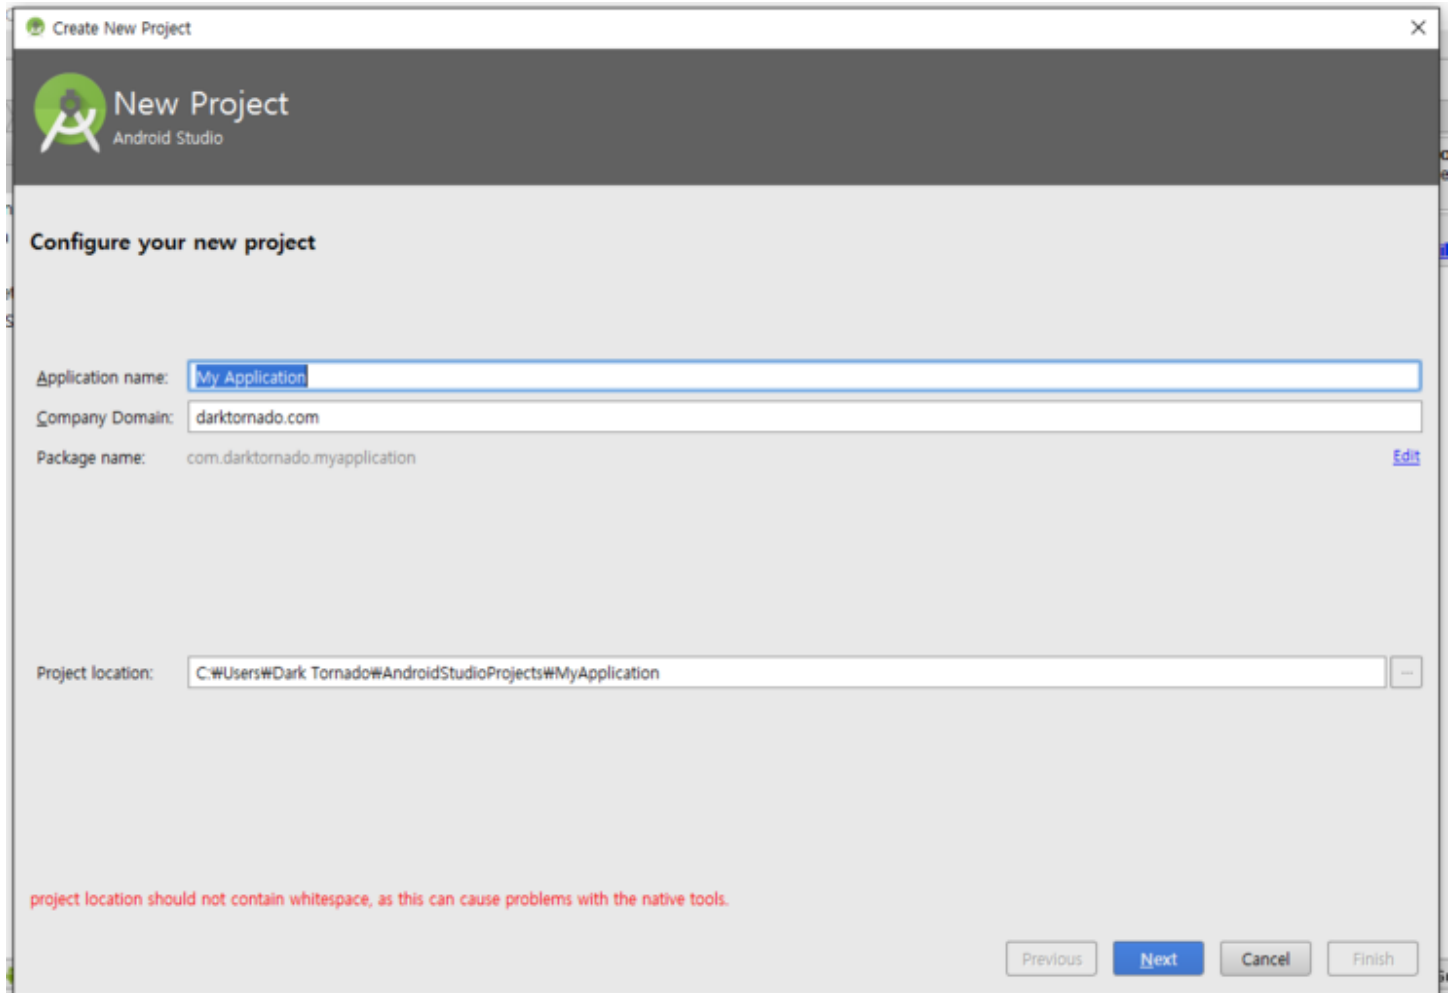 Create New Project
New Project
Android Studio
Configure your new project
Application name: My Application
Company Domain: darktornado.com
Package name: com.darktornado.myapplication Edit
Project location: C:₩Users₩Dark Tornado₩AndroidStudioProjects₩MyApplication ...
project location should not contain whitespace, as this can cause problems with the native tools.
Previous Next Cancel Finish